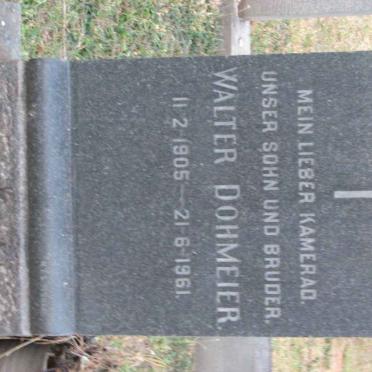 MEIN LIEBER KAMERAD.
UNSER SOHN UND BRUDER.
WALTER DOHMEIER.
11·2·1905 — 21·6·1961.